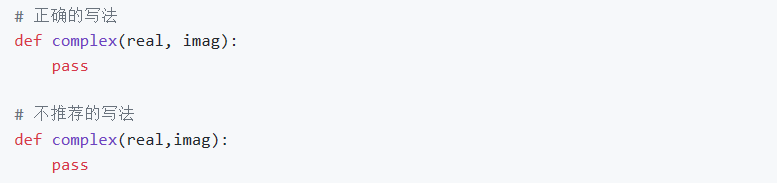 # 正确的写法
def complex(real, imag):
    pass
# 不推荐的写法
def complex(real,imag):
    pass